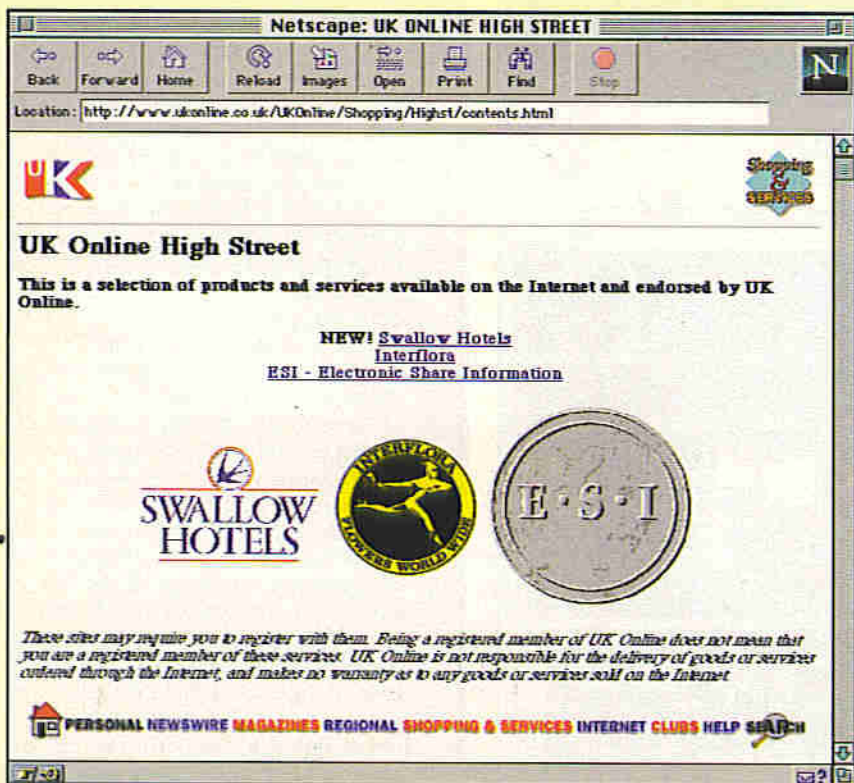 Netscape: UK ONLINE HIGH STREET
Back Forward Home Reload Images Open Print Find Stop
N
Location: http://www.ukonline.co.uk/UKOnline/Shopping/Highst/contents.html
UK
Shopping
&
SERVICES
UK Online High Street
This is a selection of products and services available on the Internet and endorsed by UK
Online.
NEW! Swallow Hotels
Interflora
ESI - Electronic Share Information
SWALLOW
HOTELS
INTERFLORA
FLOWERS WORLD WIDE
E·S·I
These sites may require you to register with them. Being a registered member of UK Online does not mean that
you are a registered member of these services. UK Online is not responsible for the delivery of goods or services
ordered through the Internet, and makes no warranty as to any goods or services sold on the Internet
PERSONAL NEWSWIRE MAGAZINES REGIONAL SHOPPING & SERVICES INTERNET CLUBS HELP SEARCH
?